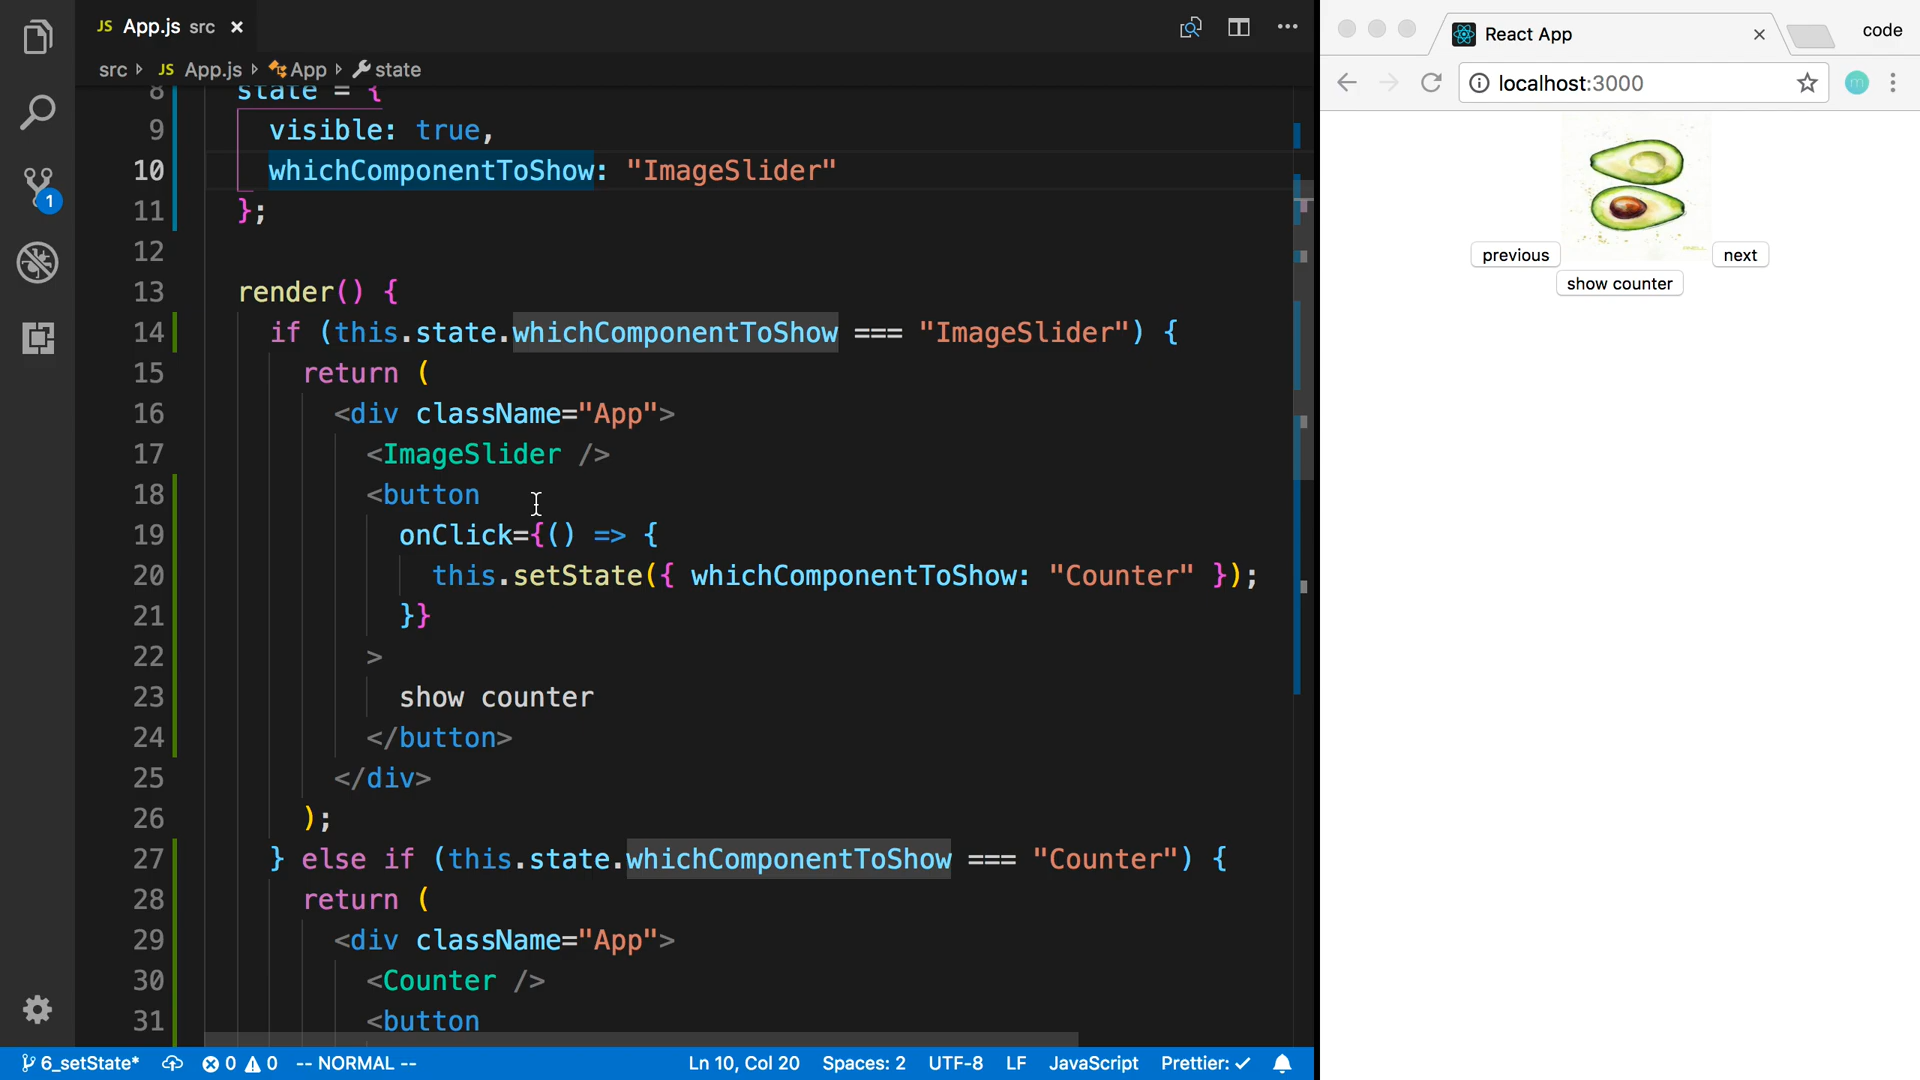 JS App.js src
src JS App.js App state
8 state = {
9 visible: true,
10 whichComponentToShow: "ImageSlider"
11 };
12
13 render() {
14 if (this.state.whichComponentToShow === "ImageSlider") {
15 return (
16 <div className="App">
17 <ImageSlider />
18 <button
19 onClick={() => {
20 this.setState({ whichComponentToShow: "Counter" });
21 }}
22 >
23 show counter
24 </button>
25 </div>
26 );
27 } else if (this.state.whichComponentToShow === "Counter") {
28 return (
29 <div className="App">
30 <Counter />
31 <button
1
6_setState* 0 0 -- NORMAL -- Ln 10, Col 20 Spaces: 2 UTF-8 LF JavaScript Prettier: ✓
React App
code
localhost:3000
m
previous next
show counter